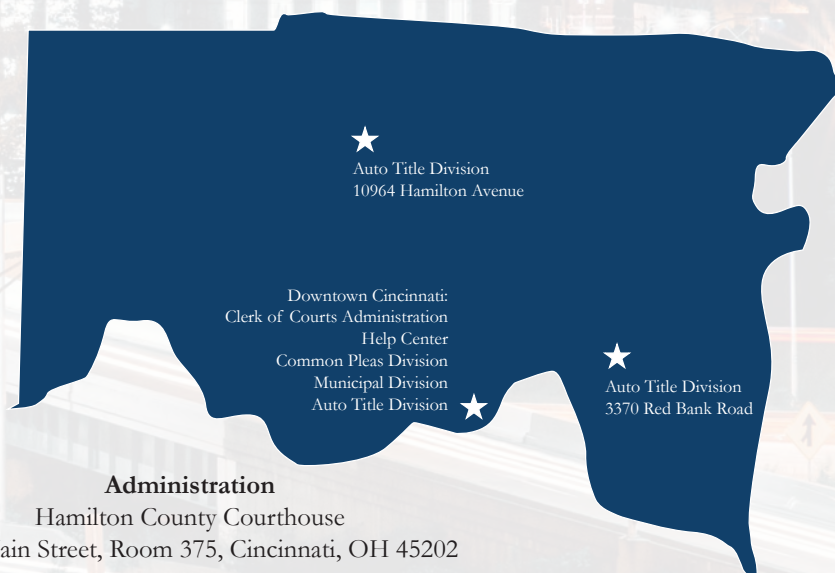 Auto Title Division
10964 Hamilton Avenue
Downtown Cincinnati:
Clerk of Courts Administration
Help Center
Common Pleas Division
Municipal Division
Auto Title Division
Auto Title Division
3370 Red Bank Road
Administration
Hamilton County Courthouse
Street, Room 375, Cincinnati, OH 45202